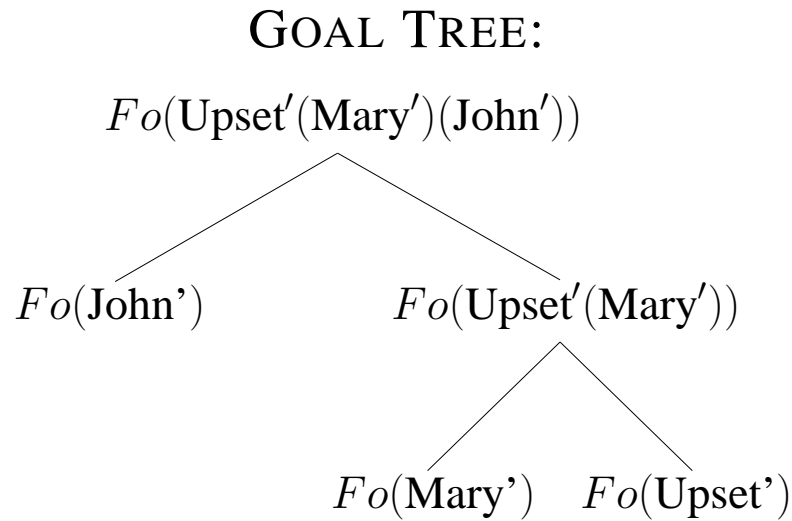 GOAL TREE:
Fo(Upset′(Mary′)(John′))
Fo(John’) Fo(Upset′(Mary′))
Fo(Mary’) Fo(Upset’)